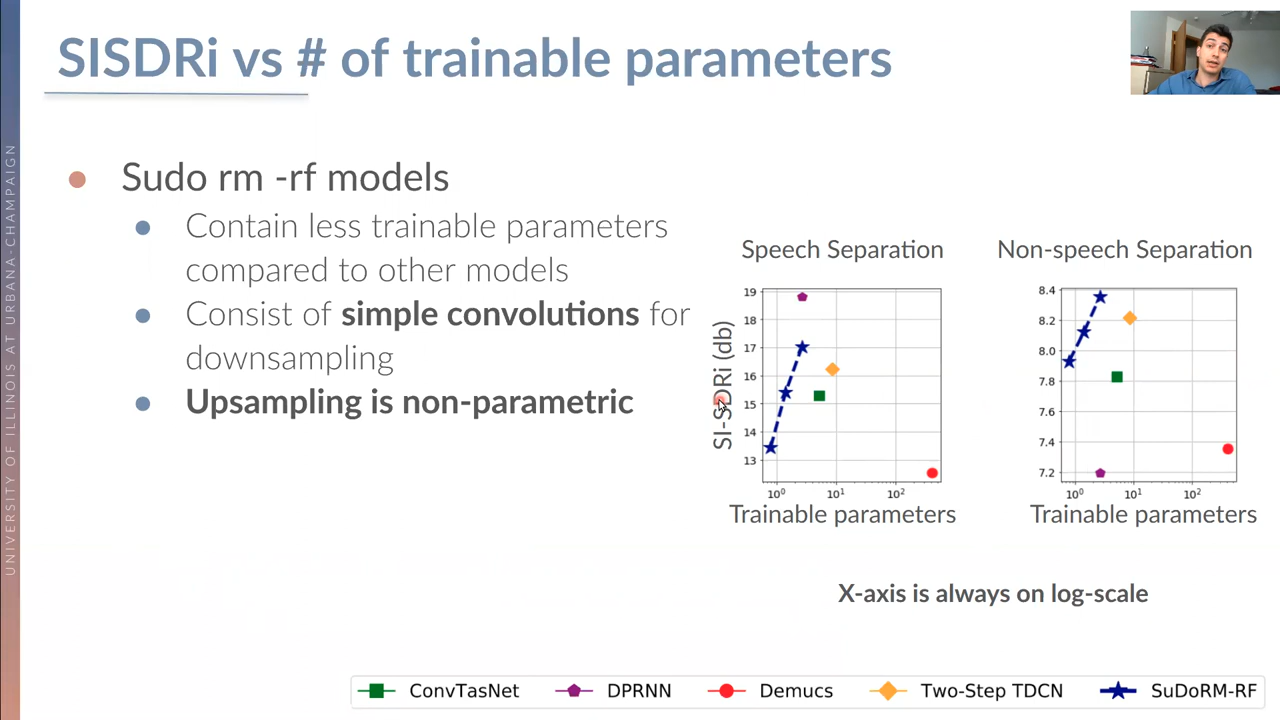 SISDRi vs # of trainable parameters
UNIVERSITY OF ILLINOIS AT URBANA-CHAMPAIGN
Sudo rm -rf models
Contain less trainable parameters
compared to other models
Consist of simple convolutions for
downsampling
Upsampling is non-parametric
Speech Separation
SI-SDRi (db)
19
18
17
16
15
14
13
10⁰ 10¹ 10²
Trainable parameters
Non-speech Separation
8.4
8.2
8.0
7.8
7.6
7.4
7.2
10⁰ 10¹ 10²
Trainable parameters
X-axis is always on log-scale
ConvTasNet DPRNN Demucs Two-Step TDCN SuDoRM-RF